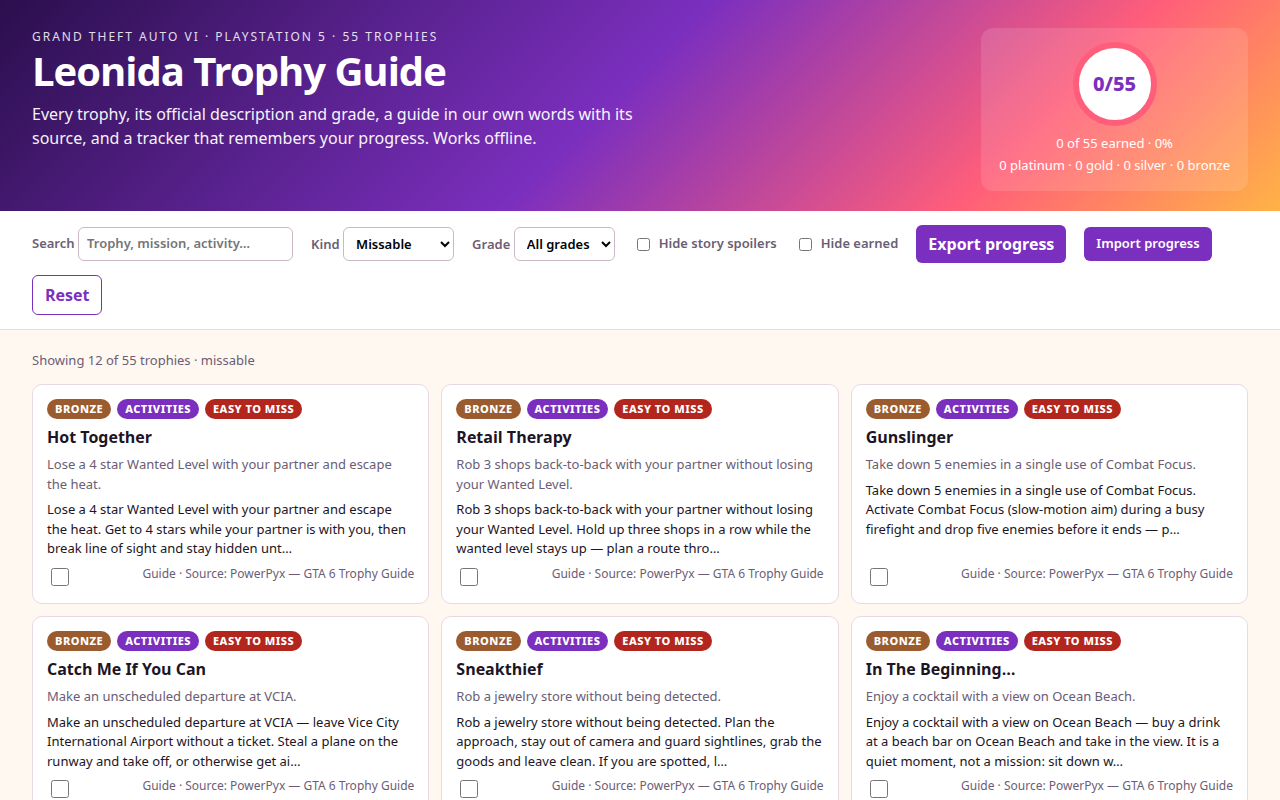 GRAND THEFT AUTO VI · PLAYSTATION 5 · 55 TROPHIES
Leonida Trophy Guide
Every trophy, its official description and grade, a guide in our own words with its
source, and a tracker that remembers your progress. Works offline.
0/55
0 of 55 earned · 0%
0 platinum · 0 gold · 0 silver · 0 bronze
Search Trophy, mission, activity... Kind Missable Grade All grades Hide story spoilers Hide earned Export progress Import progress
Reset
Showing 12 of 55 trophies · missable
BRONZE ACTIVITIES EASY TO MISS
Hot Together
Lose a 4 star Wanted Level with your partner and escape
the heat.
Lose a 4 star Wanted Level with your partner and escape
the heat. Get to 4 stars while your partner is with you, then
break line of sight and stay hidden unt...
Guide · Source: PowerPyx — GTA 6 Trophy Guide
BRONZE ACTIVITIES EASY TO MISS
Retail Therapy
Rob 3 shops back-to-back with your partner without losing
your Wanted Level.
Rob 3 shops back-to-back with your partner without losing
your Wanted Level. Hold up three shops in a row while the
wanted level stays up — plan a route thro...
Guide · Source: PowerPyx — GTA 6 Trophy Guide
BRONZE ACTIVITIES EASY TO MISS
Gunslinger
Take down 5 enemies in a single use of Combat Focus.
Take down 5 enemies in a single use of Combat Focus.
Activate Combat Focus (slow-motion aim) during a busy
firefight and drop five enemies before it ends — p...
Guide · Source: PowerPyx — GTA 6 Trophy Guide
BRONZE ACTIVITIES EASY TO MISS
Catch Me If You Can
Make an unscheduled departure at VCIA.
Make an unscheduled departure at VCIA — leave Vice City
International Airport without a ticket. Steal a plane on the
runway and take off, or otherwise get ai...
Guide · Source: PowerPyx — GTA 6 Trophy Guide
BRONZE ACTIVITIES EASY TO MISS
Sneakthief
Rob a jewelry store without being detected.
Rob a jewelry store without being detected. Plan the
approach, stay out of camera and guard sightlines, grab the
goods and leave clean. If you are spotted, l...
Guide · Source: PowerPyx — GTA 6 Trophy Guide
BRONZE ACTIVITIES EASY TO MISS
In The Beginning...
Enjoy a cocktail with a view on Ocean Beach.
Enjoy a cocktail with a view on Ocean Beach — buy a drink
at a beach bar on Ocean Beach and take in the view. It is a
quiet moment, not a mission: sit down w...
Guide · Source: PowerPyx — GTA 6 Trophy Guide